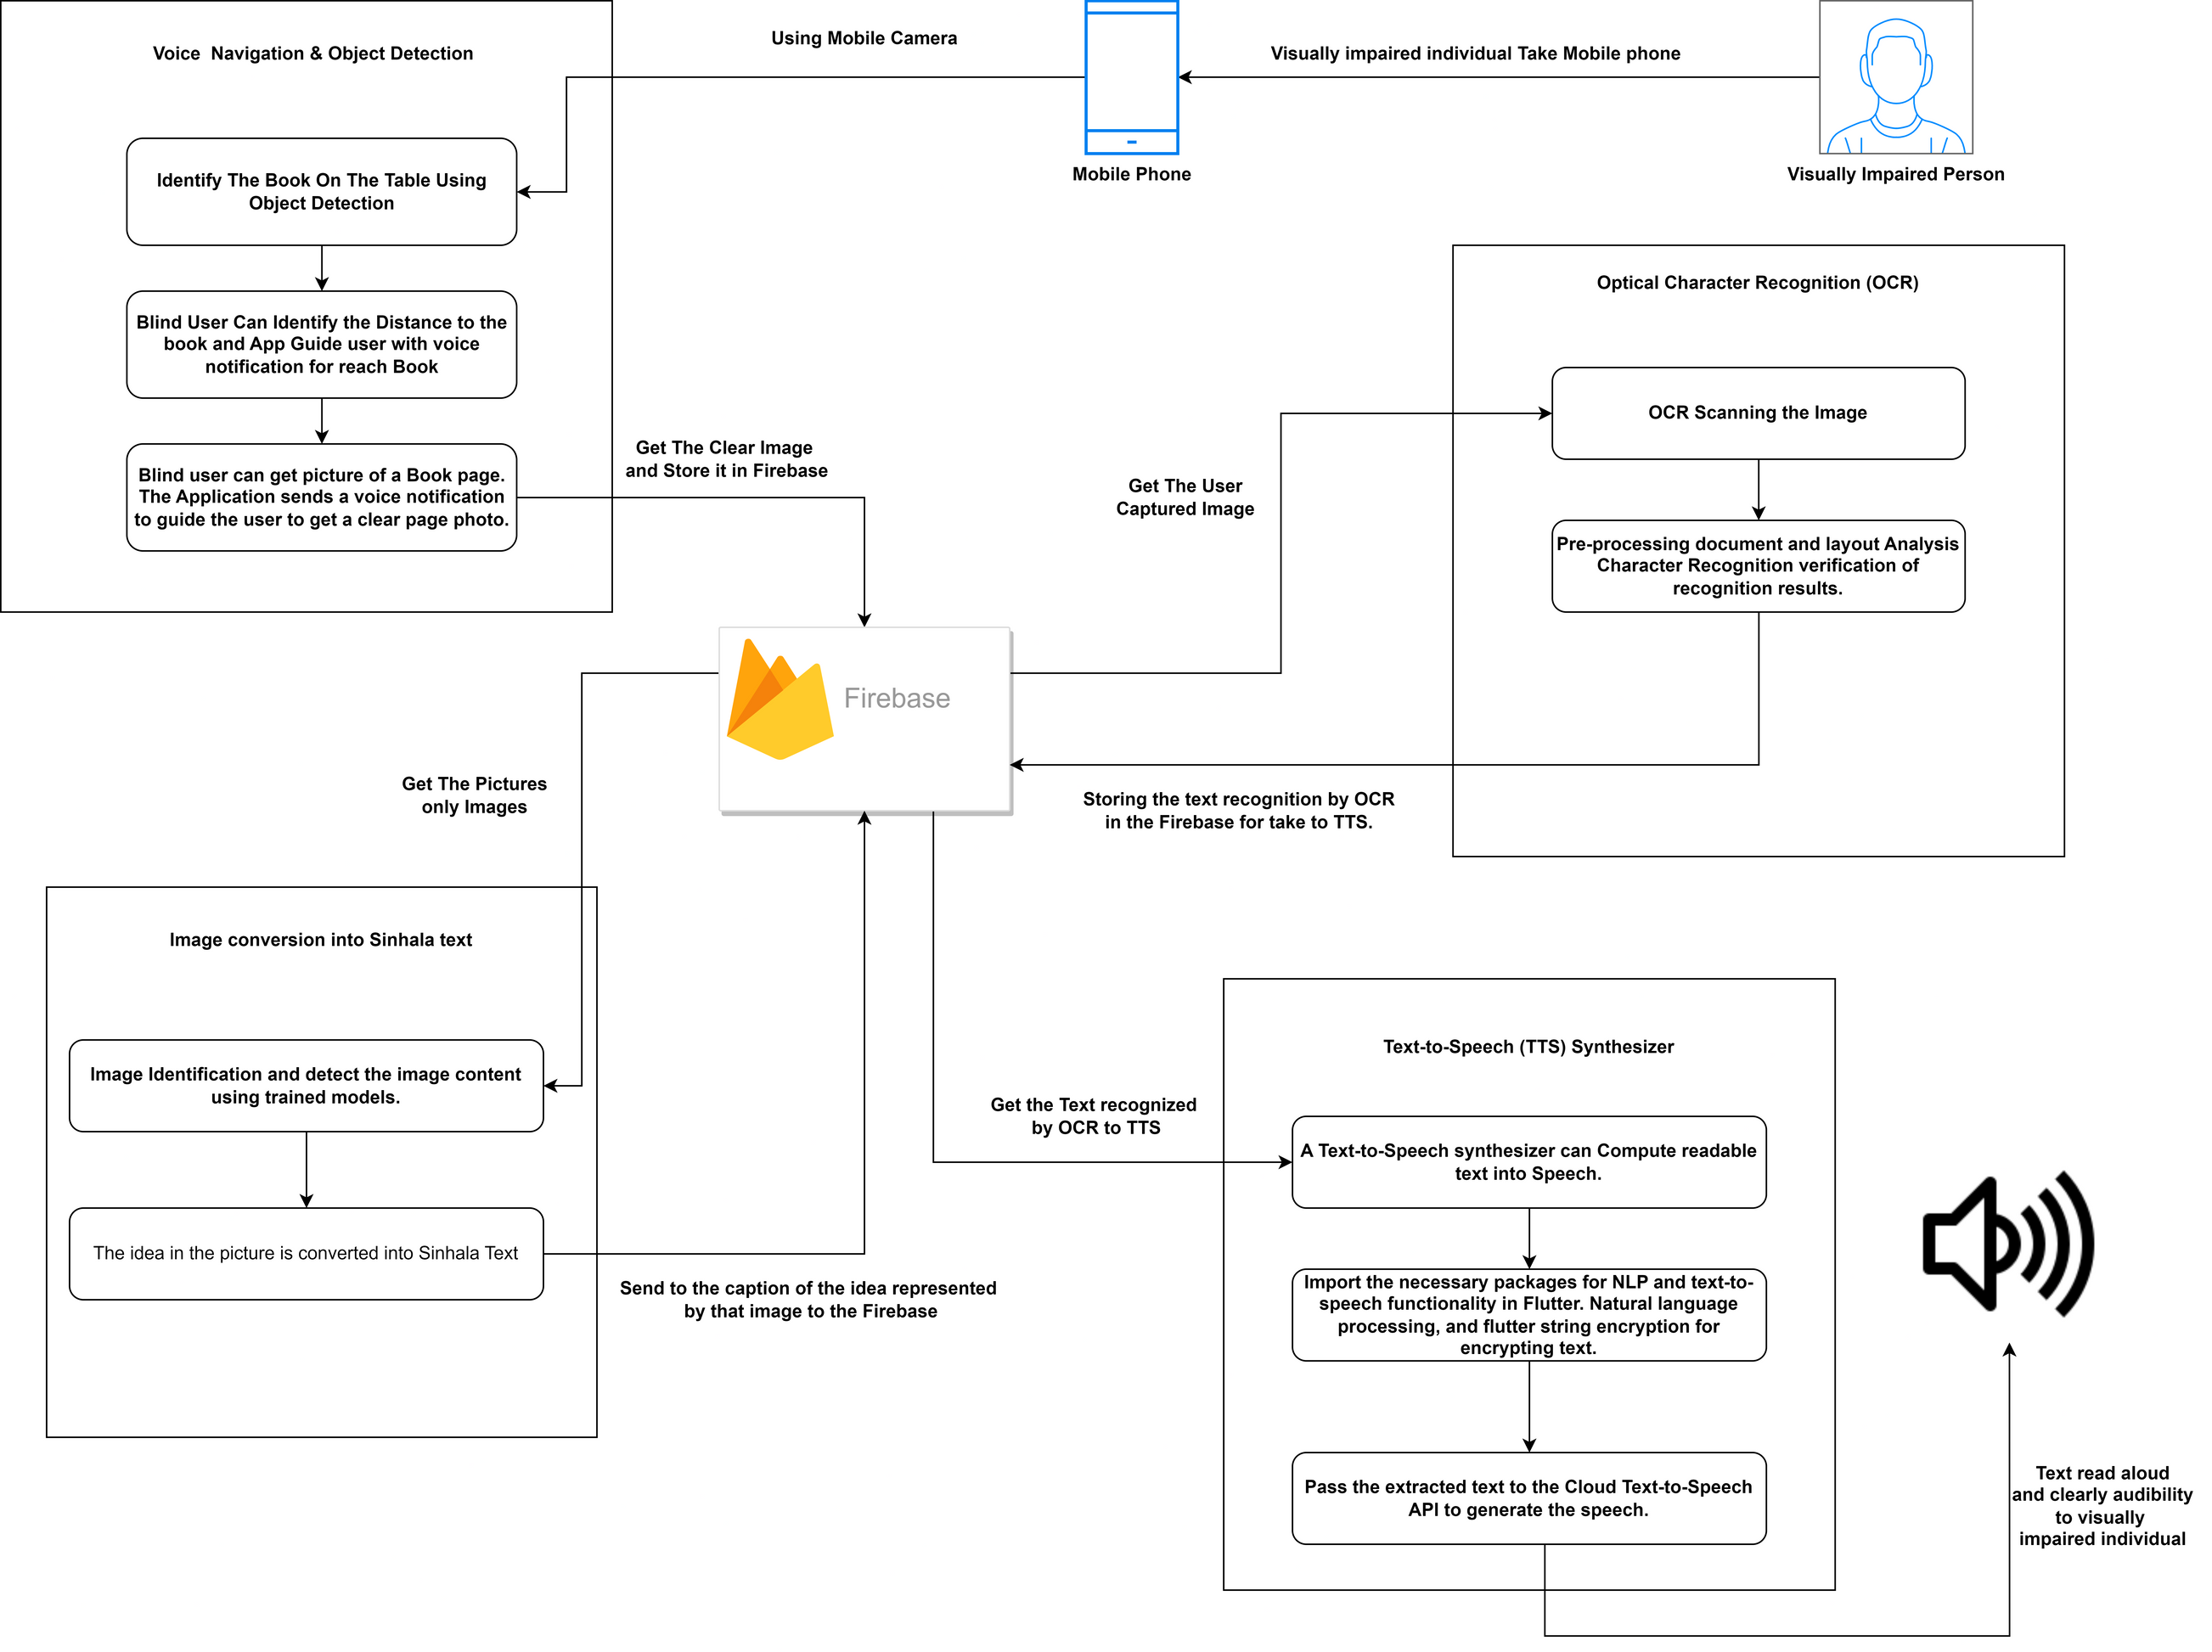 Voice  Navigation & Object Detection
Using Mobile Camera
Visually impaired individual Take Mobile phone
Mobile Phone
Visually Impaired Person
Identify The Book On The Table Using
Object Detection
Blind User Can Identify the Distance to the
book and App Guide user with voice
notification for reach Book
Blind user can get picture of a Book page.
The Application sends a voice notification
to guide the user to get a clear page photo.
Get The Clear Image
and Store it in Firebase
Get The User
Captured Image
Optical Character Recognition (OCR)
OCR Scanning the Image
Pre-processing document and layout Analysis
Character Recognition verification of
recognition results.
Firebase
Storing the text recognition by OCR
in the Firebase for take to TTS.
Get The Pictures
only Images
Image conversion into Sinhala text
Image Identification and detect the image content
using trained models.
The idea in the picture is converted into Sinhala Text
Send to the caption of the idea represented
by that image to the Firebase
Get the Text recognized
by OCR to TTS
Text-to-Speech (TTS) Synthesizer
A Text-to-Speech synthesizer can Compute readable
text into Speech.
Import the necessary packages for NLP and text-to-
speech functionality in Flutter. Natural language
processing, and flutter string encryption for
encrypting text.
Pass the extracted text to the Cloud Text-to-Speech
API to generate the speech.
Text read aloud
and clearly audibility
to visually
impaired individual